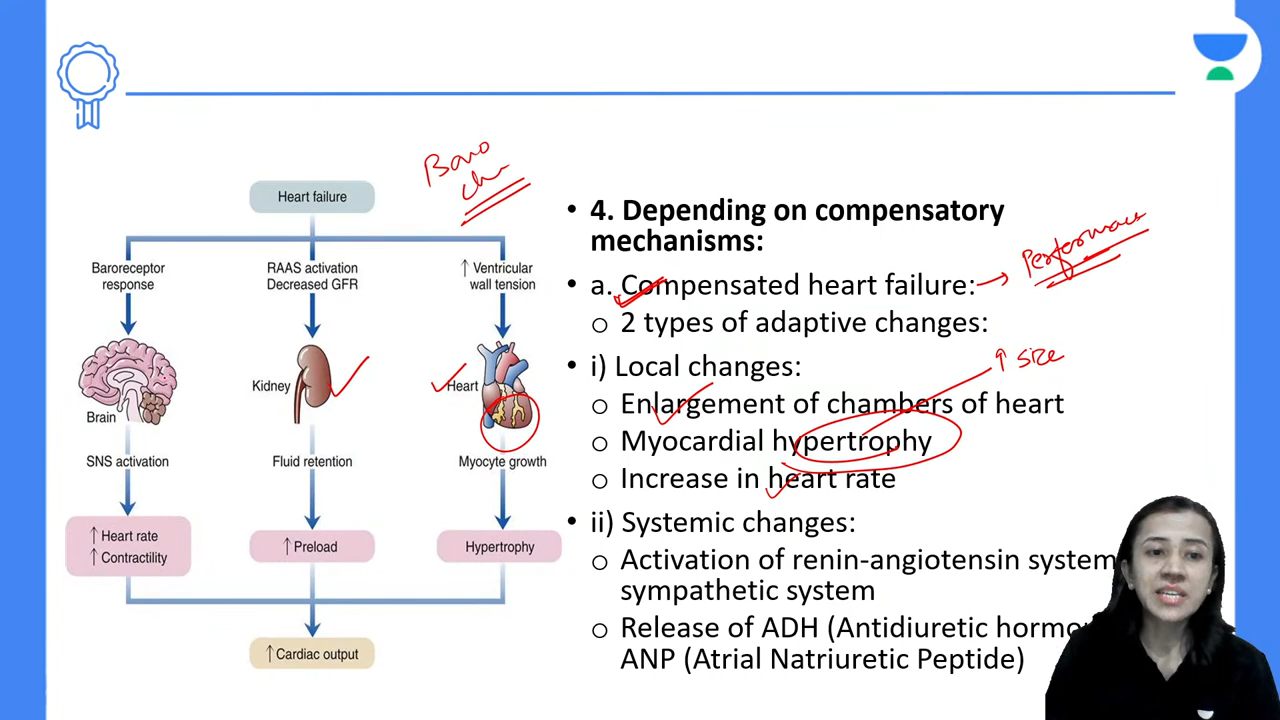 Baro
Heart failure
Baroreceptor
response
RAAS activation
Decreased GFR
↑ Ventricular
wall tension
Brain
Kidney
Heart
SNS activation
Fluid retention
Myocyte growth
↑ Heart rate
↑ Contractility
↑ Preload
Hypertrophy
↑ Cardiac output
• 4. Depending on compensatory
mechanisms:
• a. Compensated heart failure:
o 2 types of adaptive changes:
• i) Local changes:
↑ size
o Enlargement of chambers of heart
o Myocardial hypertrophy
o Increase in heart rate
• ii) Systemic changes:
o Activation of renin-angiotensin system
sympathetic system
o Release of ADH (Antidiuretic
ANP (Atrial Natriuretic Peptide)